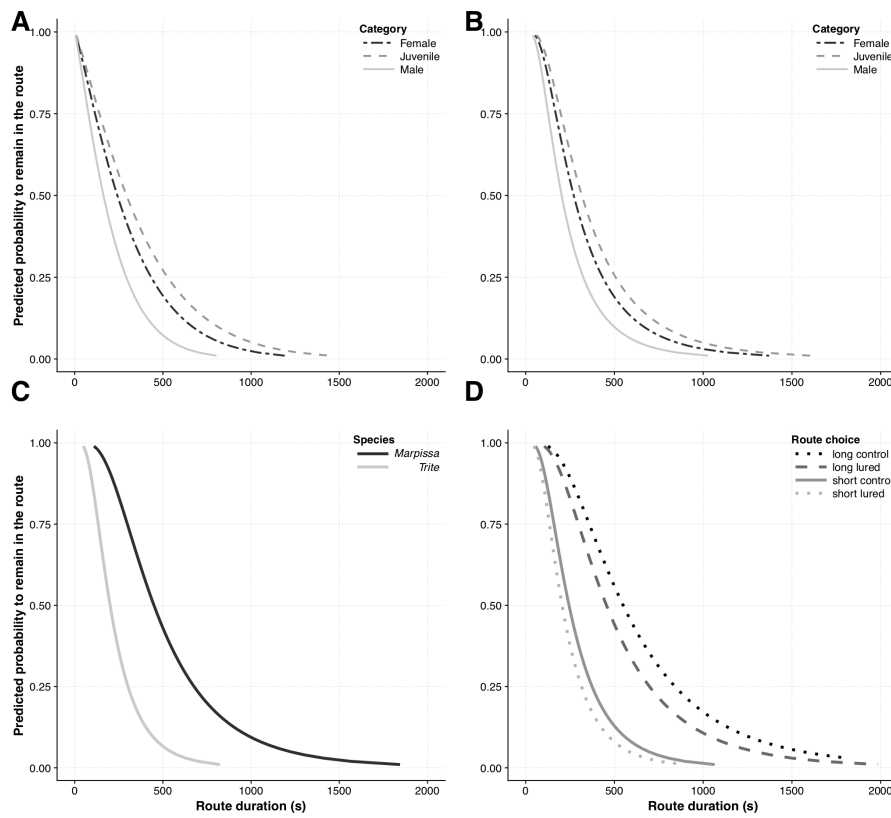 A
B
Category
Female
Juvenile
Male
Category
Female
Juvenile
Male
Predicted probability to remain in the route
1.00
0.75
0.50
0.25
0.00
0
500
1000
1500
2000
1.00
0.75
0.50
0.25
0.00
0
500
1000
1500
2000
C
D
Species
Marpissa
Trite
Route choice
long control
long lured
short contro
short lured
Predicted probability to remain in the route
1.00
0.75
0.50
0.25
0.00
0
500
1000
1500
2000
Route duration (s)
1.00
0.75
0.50
0.25
0.00
0
500
1000
1500
2000
Route duration (s)